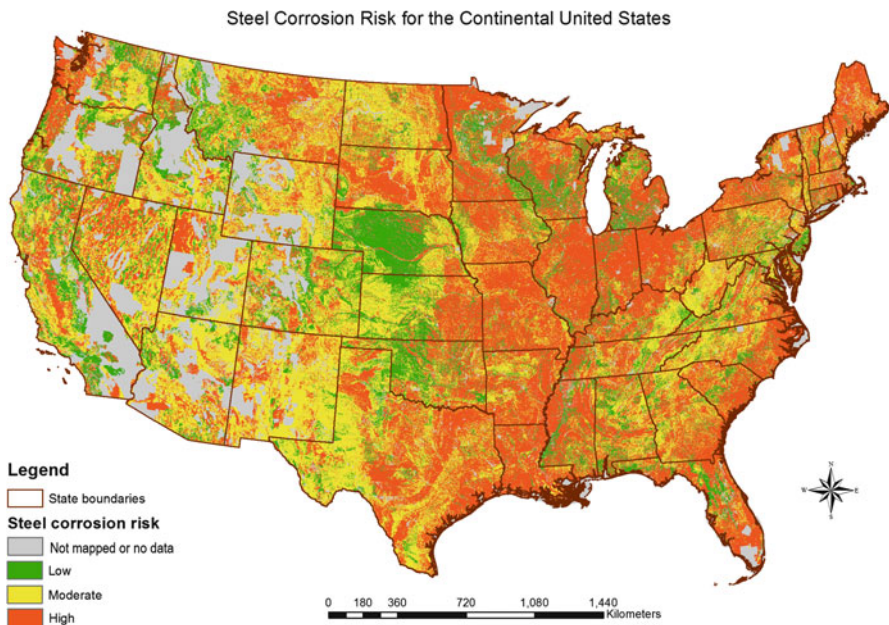 Steel Corrosion Risk for the Continental United States
Legend
State boundaries
Steel corrosion risk
Not mapped or no data
Low
Moderate
High
N
W E
S
0 180 360 720 1,080 1,440
Kilometers